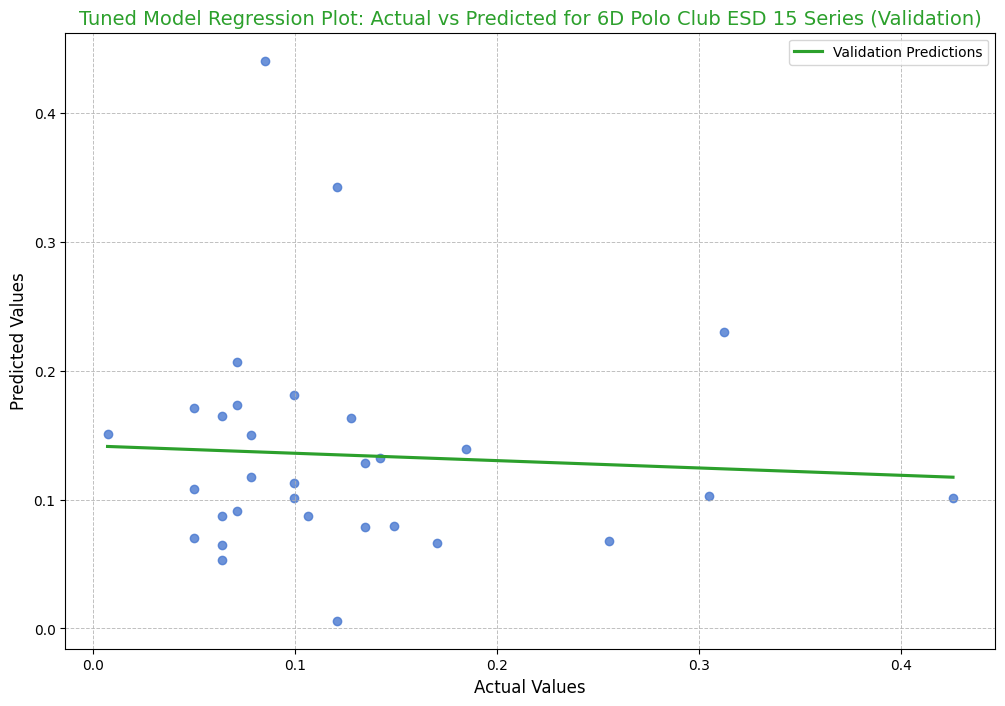 Tuned Model Regression Plot: Actual vs Predicted for 6D Polo Club ESD 15 Series (Validation)
Validation Predictions
0.4
0.3
0.2
0.1
0.0
Predicted Values
0.0 0.1 0.2 0.3 0.4
Actual Values